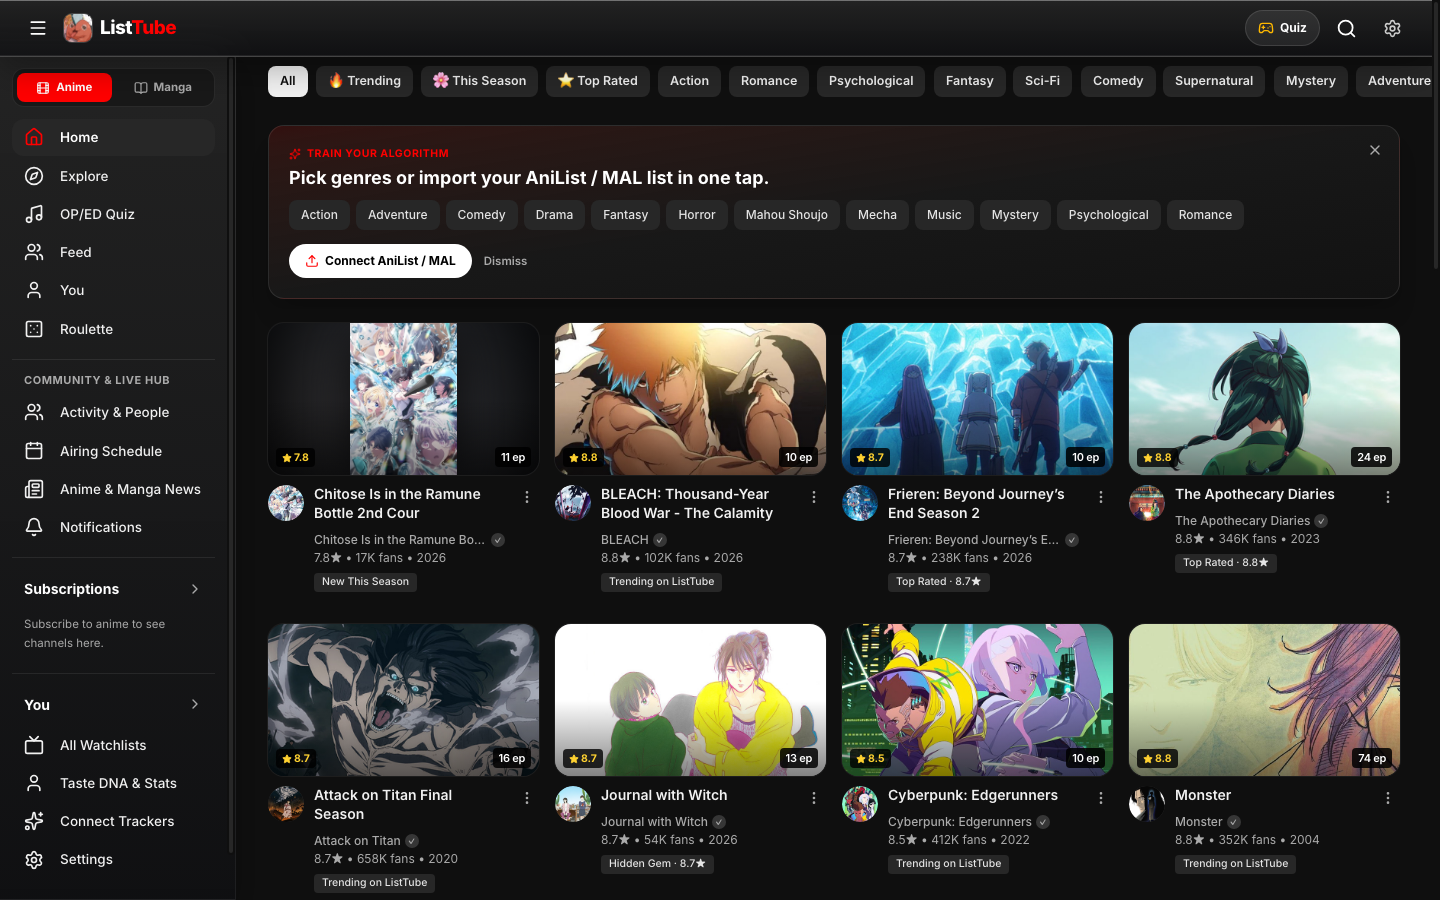 ListTube
Quiz
Anime
Manga
Home
Explore
OP/ED Quiz
Feed
You
Roulette
COMMUNITY & LIVE HUB
Activity & People
Airing Schedule
Anime & Manga News
Notifications
Subscriptions
Subscribe to anime to see
channels here.
You
All Watchlists
Taste DNA & Stats
Connect Trackers
Settings
All
Trending
This Season
Top Rated
Action
Romance
Psychological
Fantasy
Sci-Fi
Comedy
Supernatural
Mystery
Adventure
TRAIN YOUR ALGORITHM
Pick genres or import your AniList / MAL list in one tap.
Action
Adventure
Comedy
Drama
Fantasy
Horror
Mahou Shoujo
Mecha
Music
Mystery
Psychological
Romance
Connect AniList / MAL
Dismiss
★ 7.8
11 ep
Chitose Is in the Ramune
Bottle 2nd Cour
Chitose Is in the Ramune Bo...
7.8★ • 17K fans • 2026
New This Season
★ 8.8
10 ep
BLEACH: Thousand-Year
Blood War - The Calamity
BLEACH
8.8★ • 102K fans • 2026
Trending on ListTube
★ 8.7
10 ep
Frieren: Beyond Journey’s
End Season 2
Frieren: Beyond Journey’s E...
8.7★ • 238K fans • 2026
Top Rated · 8.7★
★ 8.8
24 ep
The Apothecary Diaries
The Apothecary Diaries
8.8★ • 346K fans • 2023
Top Rated · 8.8★
★ 8.7
16 ep
Attack on Titan Final
Season
Attack on Titan
8.7★ • 658K fans • 2020
Trending on ListTube
★ 8.7
13 ep
Journal with Witch
Journal with Witch
8.7★ • 54K fans • 2026
Hidden Gem · 8.7★
★ 8.5
10 ep
Cyberpunk: Edgerunners
Cyberpunk: Edgerunners
8.5★ • 412K fans • 2022
Trending on ListTube
★ 8.8
74 ep
Monster
Monster
8.8★ • 352K fans • 2004
Trending on ListTube